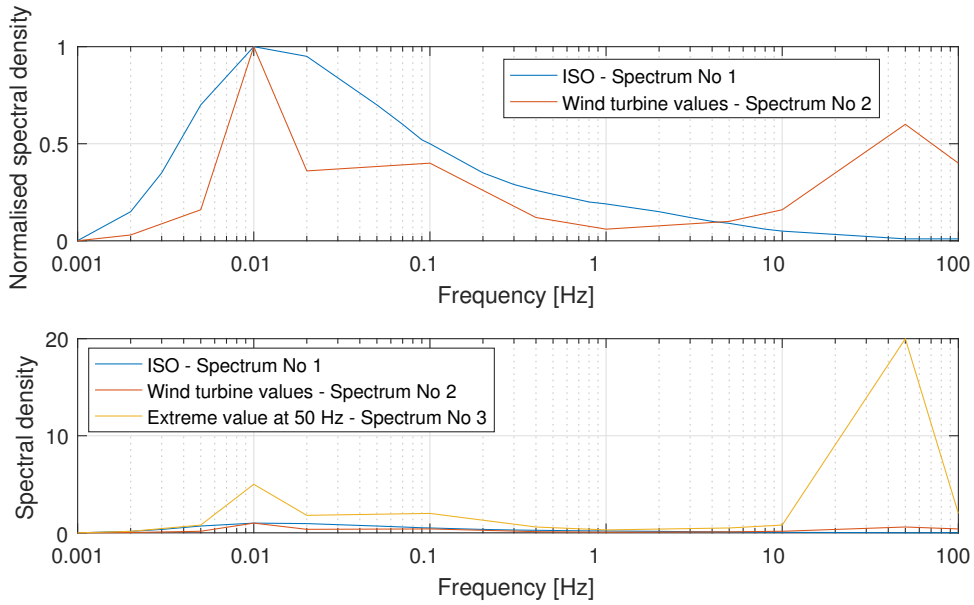 Normalised spectral density
1
0.5
0
ISO - Spectrum No 1
Wind turbine values - Spectrum No 2
0.001 0.01 0.1 1 10 100
Frequency [Hz]
Spectral density
20
10
0
ISO - Spectrum No 1
Wind turbine values - Spectrum No 2
Extreme value at 50 Hz - Spectrum No 3
0.001 0.01 0.1 1 10 100
Frequency [Hz]